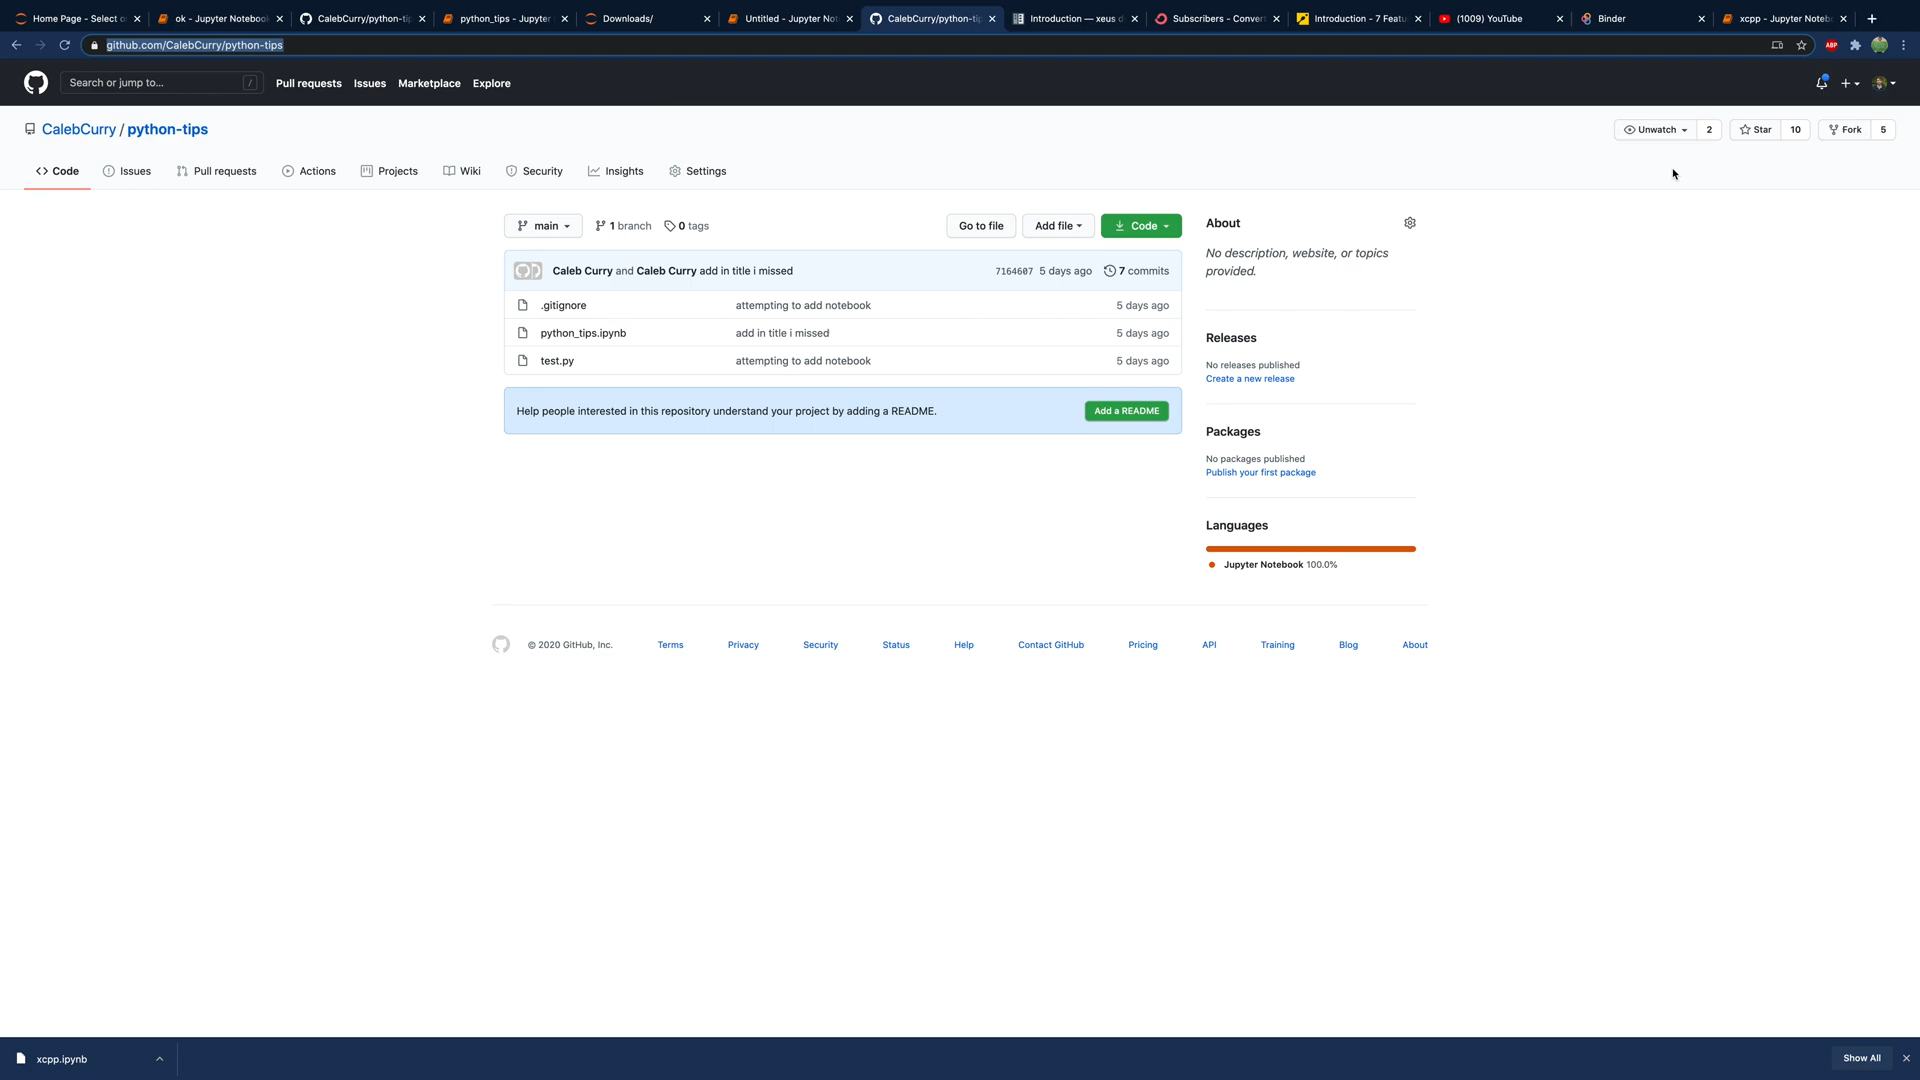 Home Page - Select o
ok - Jupyter Notebook
CalebCurry/python-tip
python_tips - Jupyter
Downloads/
Untitled - Jupyter No
CalebCurry/python-tip
Introduction — xeus d
Subscribers - Convert
Introduction - 7 Featu
(1009) YouTube
Binder
xcpp - Jupyter Noteb
github.com/CalebCurry/python-tips
ABP
Search or jump to...
/
Pull requests
Issues
Marketplace
Explore
CalebCurry / python-tips
Unwatch
2
Star
10
Fork
5
Code
Issues
Pull requests
Actions
Projects
Wiki
Security
Insights
Settings
main
1 branch
0 tags
Go to file
Add file
Code
Caleb Curry and Caleb Curry add in title i missed
7164607
5 days ago
7 commits
.gitignore
attempting to add notebook
5 days ago
python_tips.ipynb
add in title i missed
5 days ago
test.py
attempting to add notebook
5 days ago
Help people interested in this repository understand your project by adding a README.
Add a README
About
No description, website, or topics
provided.
Releases
No releases published
Create a new release
Packages
No packages published
Publish your first package
Languages
Jupyter Notebook 100.0%
© 2020 GitHub, Inc.
Terms
Privacy
Security
Status
Help
Contact GitHub
Pricing
API
Training
Blog
About
xcpp.ipynb
Show All